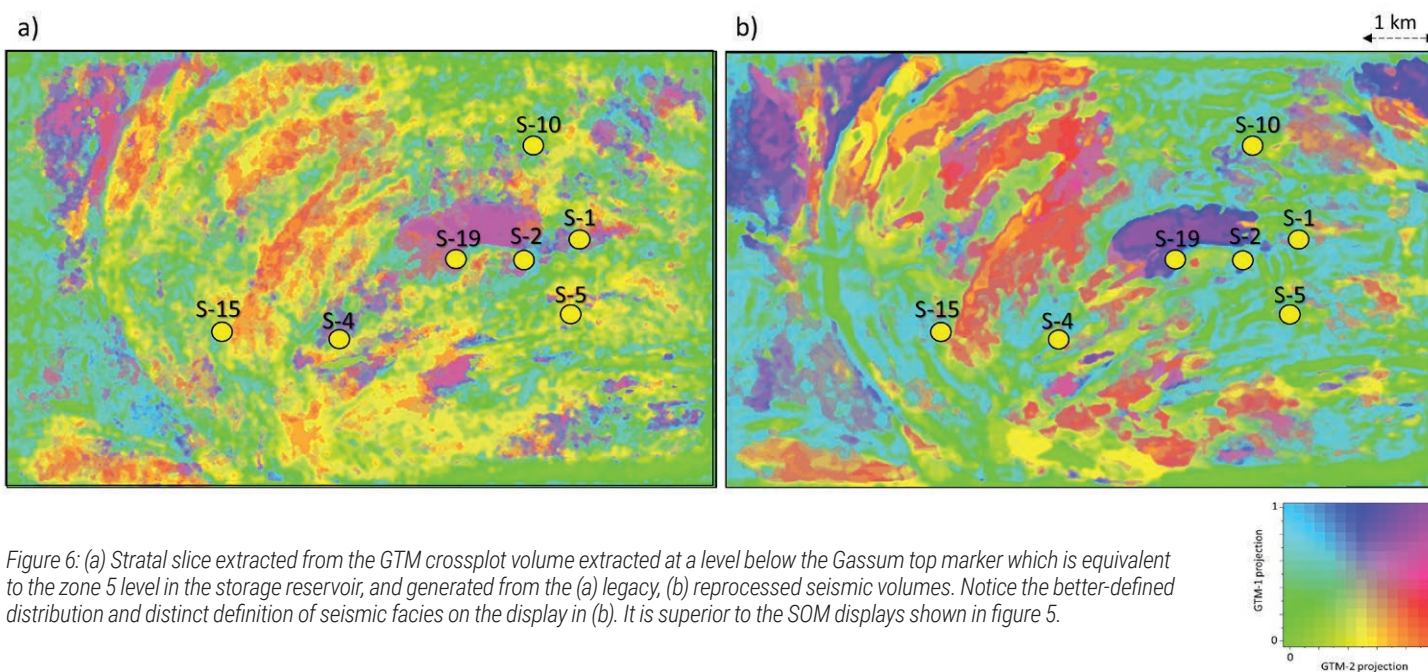 a)
b)
1 km
S-10
S-1
S-19
S-2
S-5
S-15
S-4
S-10
S-1
S-19
S-2
S-5
S-15
S-4
Figure 6: (a) Stratal slice extracted from the GTM crossplot volume extracted at a level below the Gassum top marker which is equivalent
to the zone 5 level in the storage reservoir, and generated from the (a) legacy, (b) reprocessed seismic volumes. Notice the better-defined
distribution and distinct definition of seismic facies on the display in (b). It is superior to the SOM displays shown in figure 5.
1
GTM-1 projection
0
0
GTM-2 projection